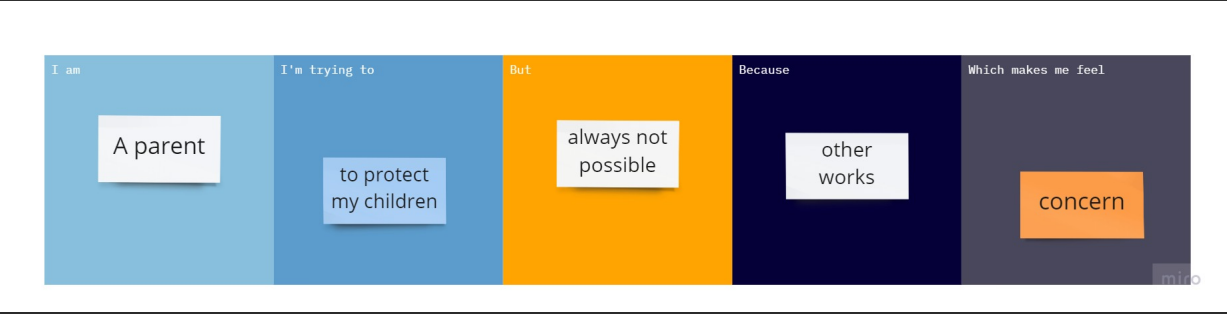 I am
A parent
I'm trying to
to protect
my children
But
always not
possible
Because
other
works
Which makes me feel
concern
miro